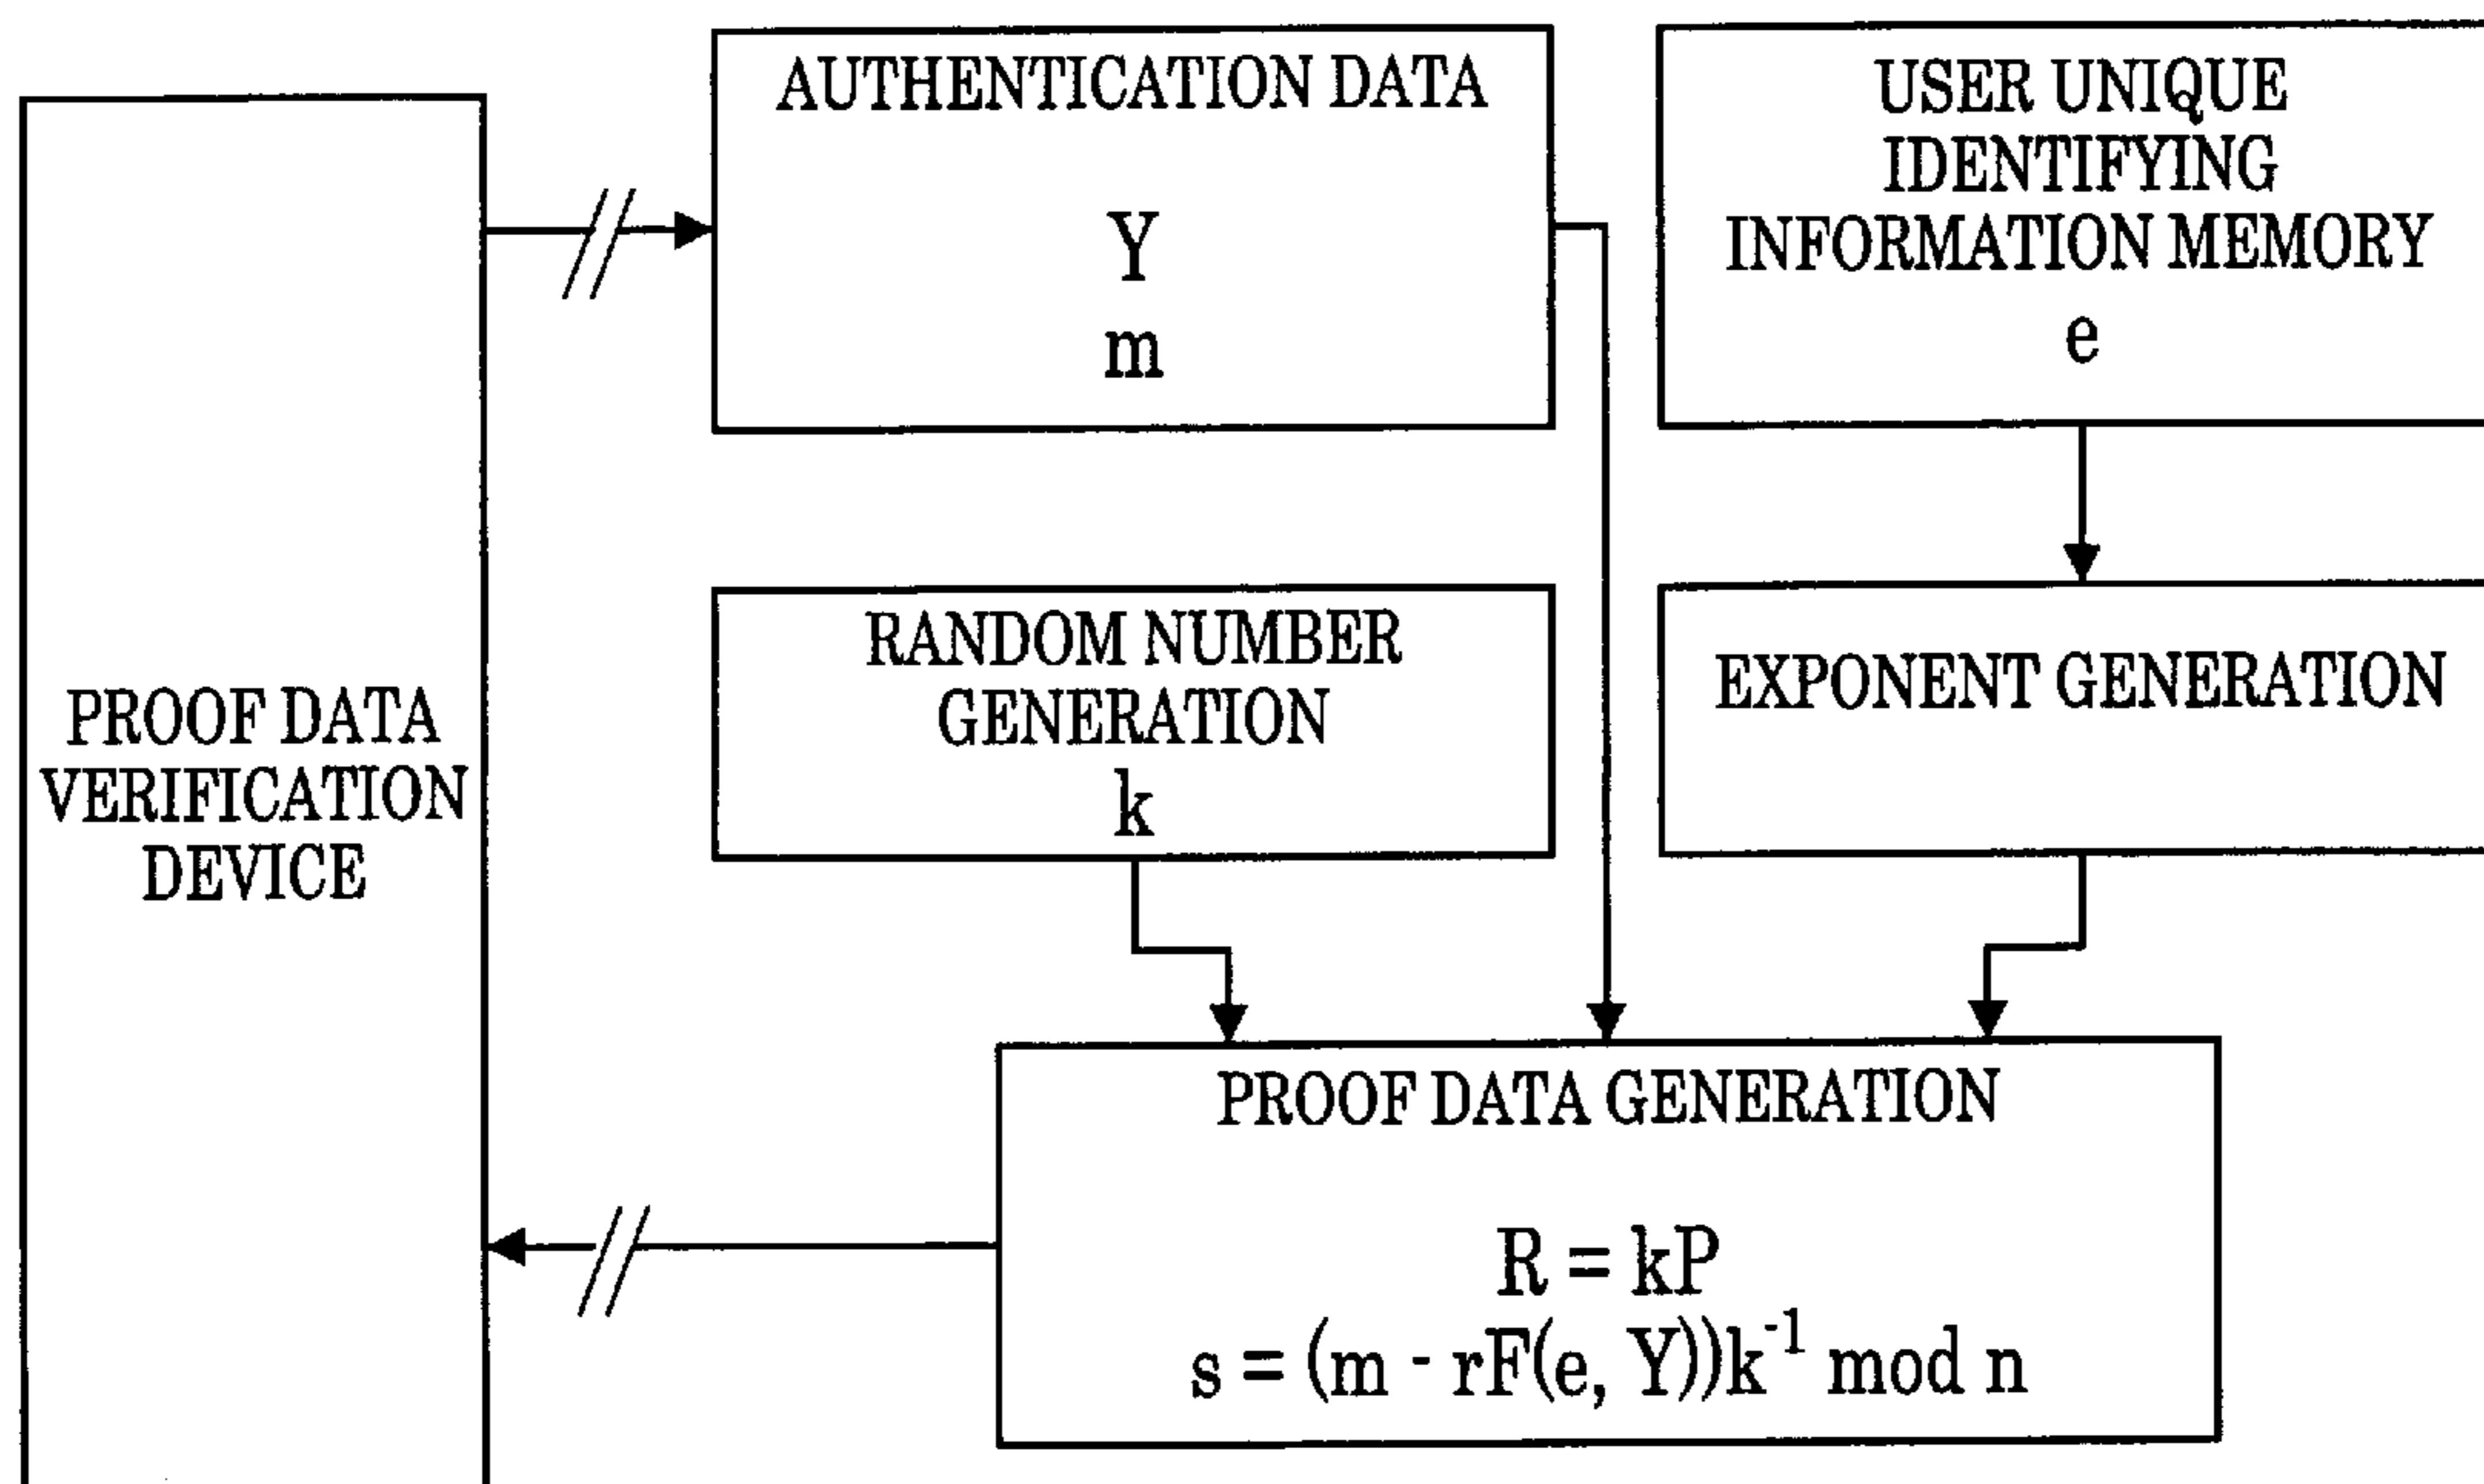 AUTHENTICATION DATA
Y
m
USER UNIQUE
IDENTIFYING
INFORMATION MEMORY
e
RANDOM NUMBER
GENERATION
k
EXPONENT GENERATION
PROOF DATA
VERIFICATION
DEVICE
PROOF DATA GENERATION
R = kP
s = (m - rF(e, Y))k⁻¹ mod n